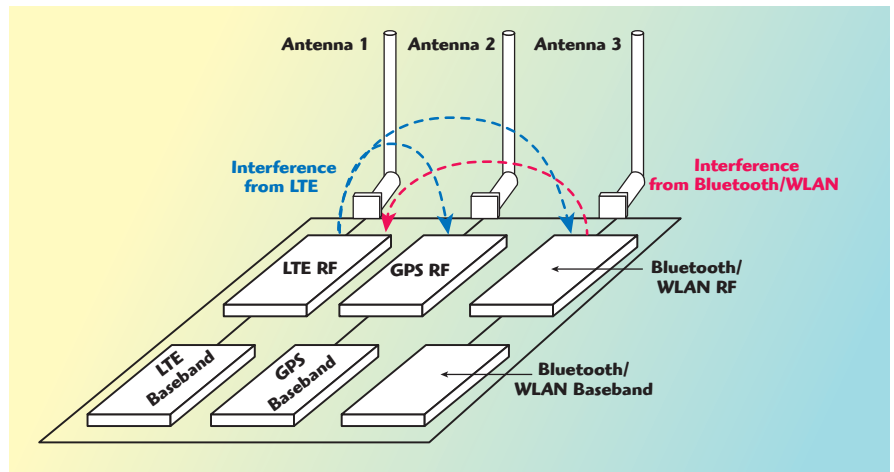 Antenna 1
Antenna 2
Antenna 3
Interference
from LTE
Interference
from Bluetooth/WLAN
LTE RF
GPS RF
Bluetooth/
WLAN RF
LTE
Baseband
GPS
Baseband
Bluetooth/
WLAN Baseband